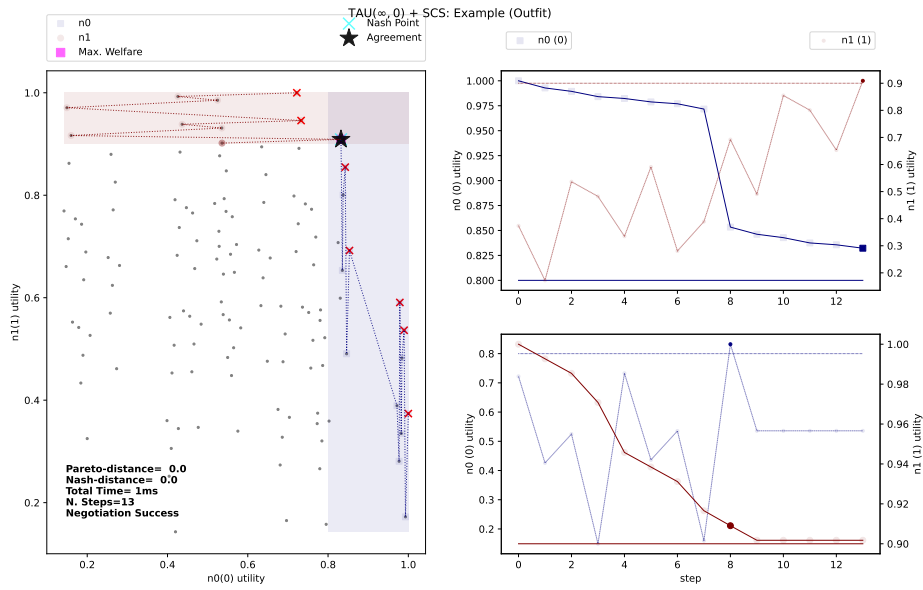 TAU(∞, 0) + SCS: Example (Outfit)
n0
n1
Max. Welfare
Nash Point
Agreement
n0 (0)
n1 (1)
1.0
0.8
0.6
0.4
0.2
n1(1) utility
Pareto-distance= 0.0
Nash-distance= 0.0
Total Time= 1ms
N. Steps=13
Negotiation Success
0.2
0.4
0.6
0.8
1.0
n0(0) utility
1.000
0.975
0.950
0.925
0.900
0.875
0.850
0.825
0.800
n0 (0) utility
0.9
0.8
0.7
0.6
0.5
0.4
0.3
0.2
n1 (1) utility
0
2
4
6
8
10
12
0.8
0.7
0.6
0.5
0.4
0.3
0.2
n0 (0) utility
1.00
0.98
0.96
0.94
0.92
0.90
n1 (1) utility
0
2
4
6
8
10
12
step